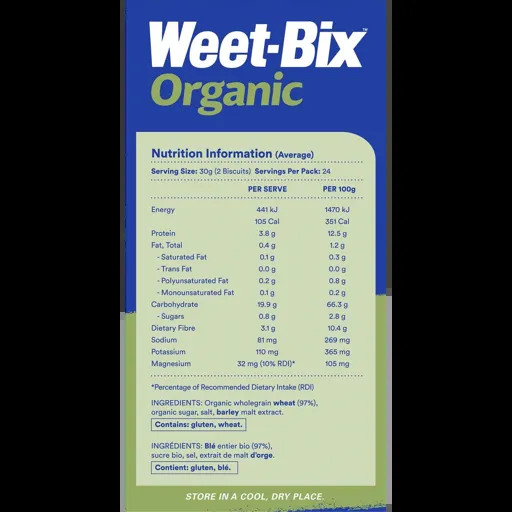 Weet-Bix™
Organic
Nutrition Information (Average)
Serving Size: 30g (2 Biscuits) Servings Per Pack: 24
PER SERVE PER 100g
Energy 441 kJ 1470 kJ
105 Cal 351 Cal
Protein 3.8 g 12.5 g
Fat, Total 0.4 g 1.2 g
- Saturated Fat 0.1 g 0.3 g
- Trans Fat 0.0 g 0.0 g
- Polyunsaturated Fat 0.2 g 0.8 g
- Monounsaturated Fat 0.1 g 0.2 g
Carbohydrate 19.9 g 66.3 g
- Sugars 0.8 g 2.8 g
Dietary Fibre 3.1 g 10.4 g
Sodium 81 mg 269 mg
Potassium 110 mg 365 mg
Magnesium 32 mg (10% RDI)* 105 mg
*Percentage of Recommended Dietary Intake (RDI)
INGREDIENTS: Organic wholegrain wheat (97%),
organic sugar, salt, barley malt extract.
Contains: gluten, wheat.
INGRÉDIENTS: Blé entier bio (97%),
sucre bio, sel, extrait de malt d'orge.
Contient: gluten, blé.
STORE IN A COOL, DRY PLACE.